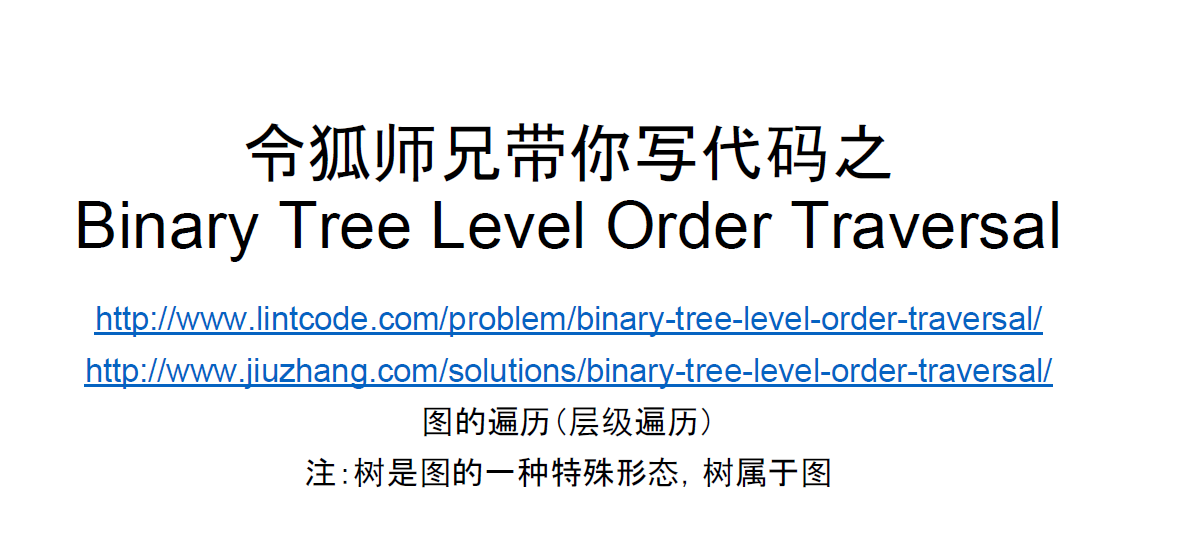 令狐师兄带你写代码之
Binary Tree Level Order Traversal
http://www.lintcode.com/problem/binary-tree-level-order-traversal/
http://www.jiuzhang.com/solutions/binary-tree-level-order-traversal/
图的遍历（层级遍历）
注：树是图的一种特殊形态，树属于图